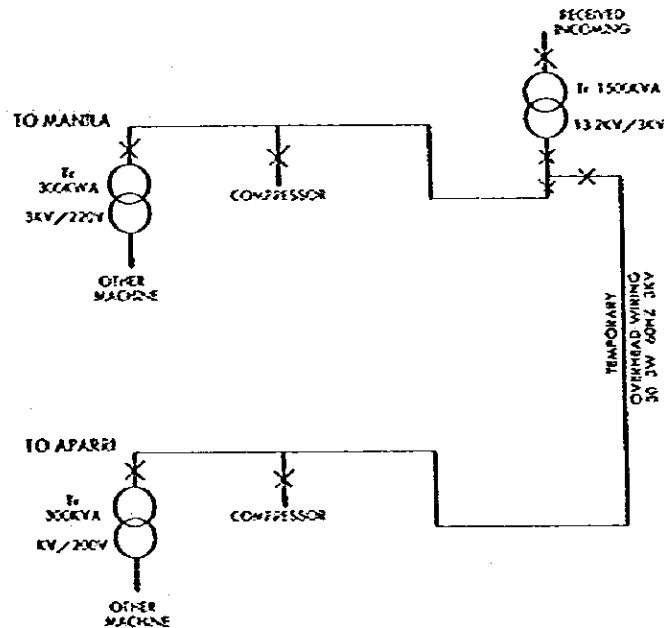 RECEIVED
INCOMING
Tr 1500KVA
13.2KV/3KV
TO MANILA
Tr
300KVA
3KV/220V
COMPRESSOR
OTHER
MACHINE
TEMPORARY
OVERHEAD WIRING
3O 3W 60HZ 3KV
TO APARRI
Tr
300KVA
KV/200V
COMPRESSOR
OTHER
MACHINE